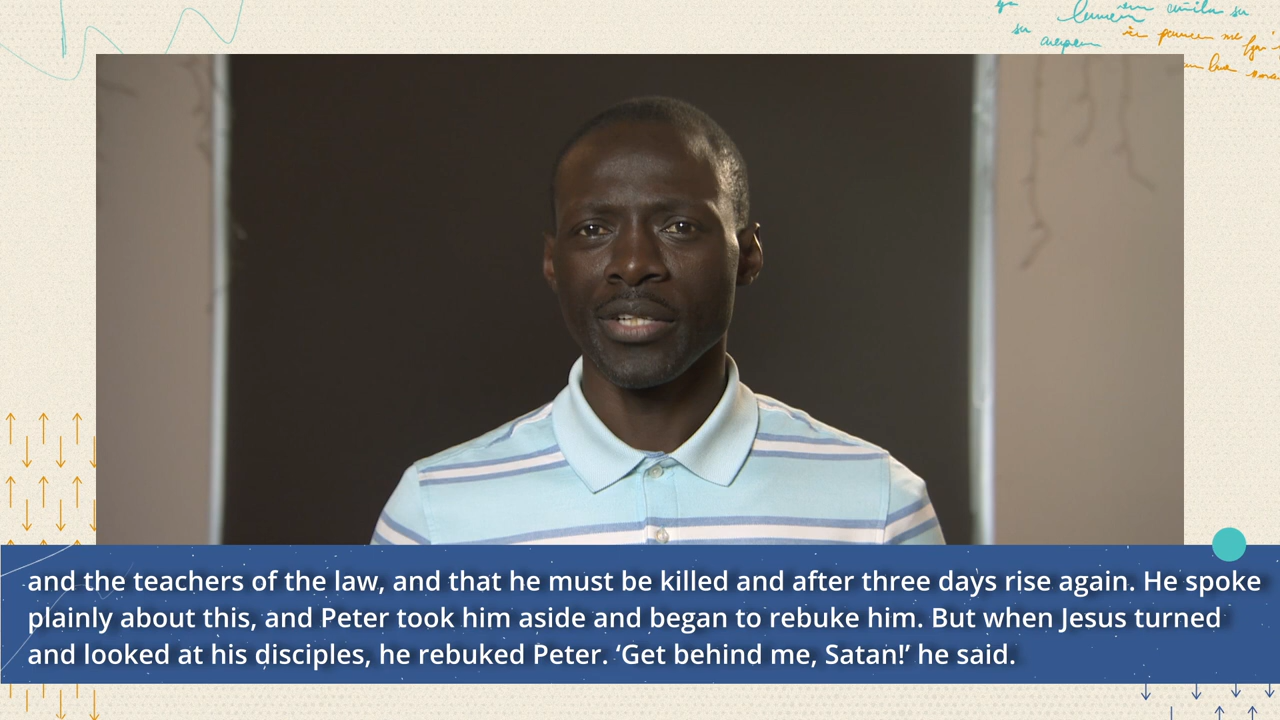 and the teachers of the law, and that he must be killed and after three days rise again. He spoke
plainly about this, and Peter took him aside and began to rebuke him. But when Jesus turned
and looked at his disciples, he rebuked Peter. ‘Get behind me, Satan!’ he said.